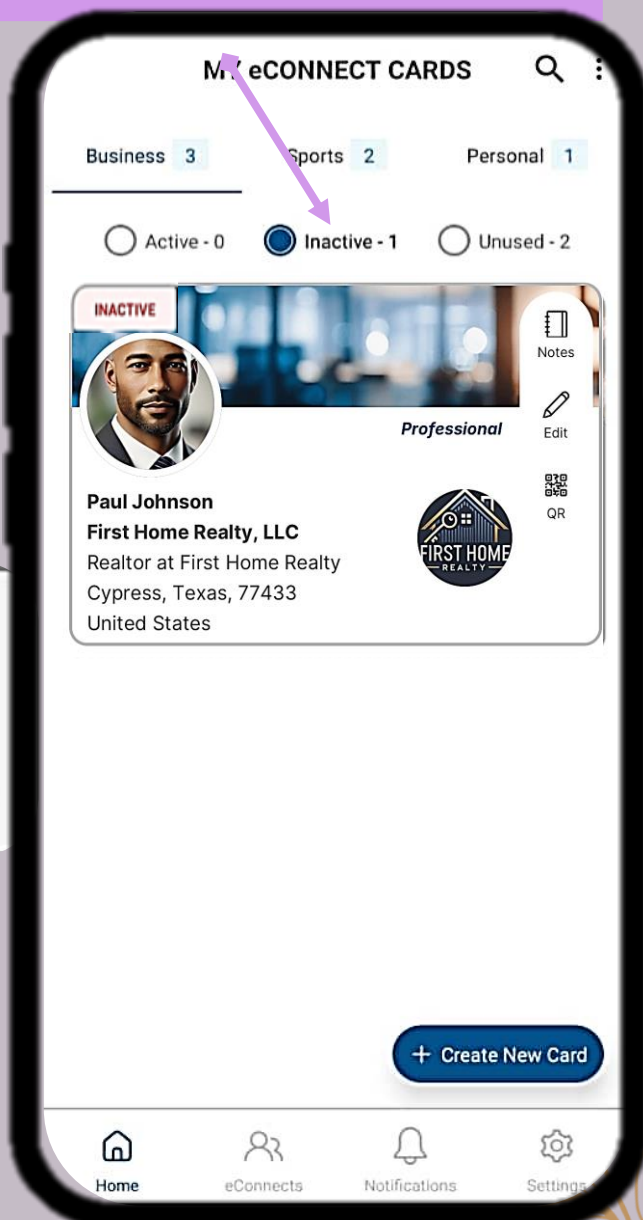 MY eCONNECT CARDS
Business 3 Sports 2 Personal 1
Active - 0 Inactive - 1 Unused - 2
INACTIVE
Notes
Professional
Edit
QR
Paul Johnson
First Home Realty, LLC
Realtor at First Home Realty
Cypress, Texas, 77433
United States
FIRST HOME
REALTY
+ Create New Card
Home eConnects Notifications Settings